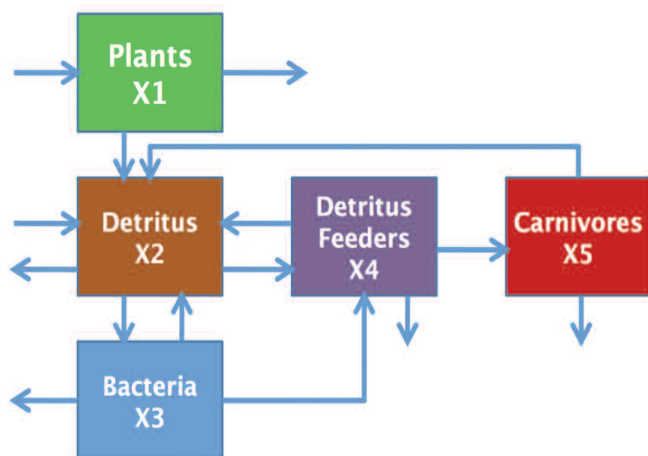 Plants
X1
Detritus
X2
Detritus
Feeders
X4
Carnivores
X5
Bacteria
X3